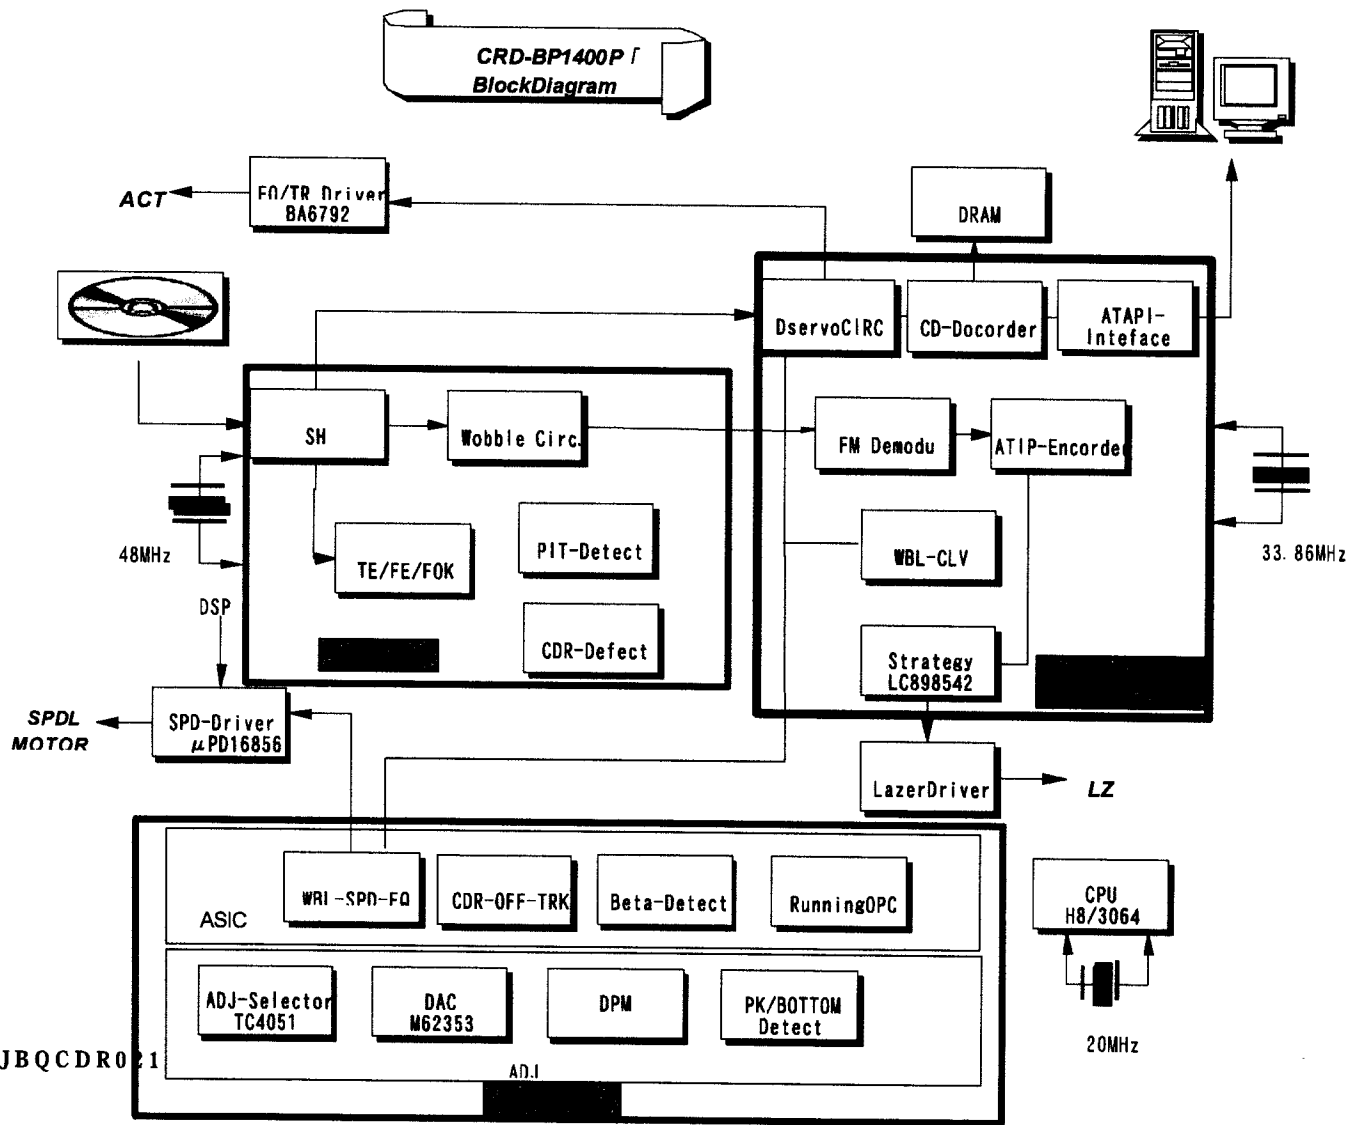 CRD-BP1400P
BlockDiagram
ACT
FO/TR Driver
BA6792
DRAM
DservoCIRC
CD-Docorder
ATAPI-
Inteface
SH
Wobble Circ.
FM Demodu
ATIP-Encorder
48MHz
TE/FE/FOK
PIT-Detect
WBL-CLV
33.86MHz
DSP
CDR-Defect
Strategy
LC898542
SPDL
MOTOR
SPD-Driver
μPD16856
LazerDriver
LZ
ASIC
WBL-SPD-EQ
CDR-OFF-TRK
Beta-Detect
RunningOPC
CPU
H8/3064
ADJ-Selector
TC4051
DAC
M62353
DPM
PK/BOTTOM
Detect
20MHz
JBQCDR021
ADJ